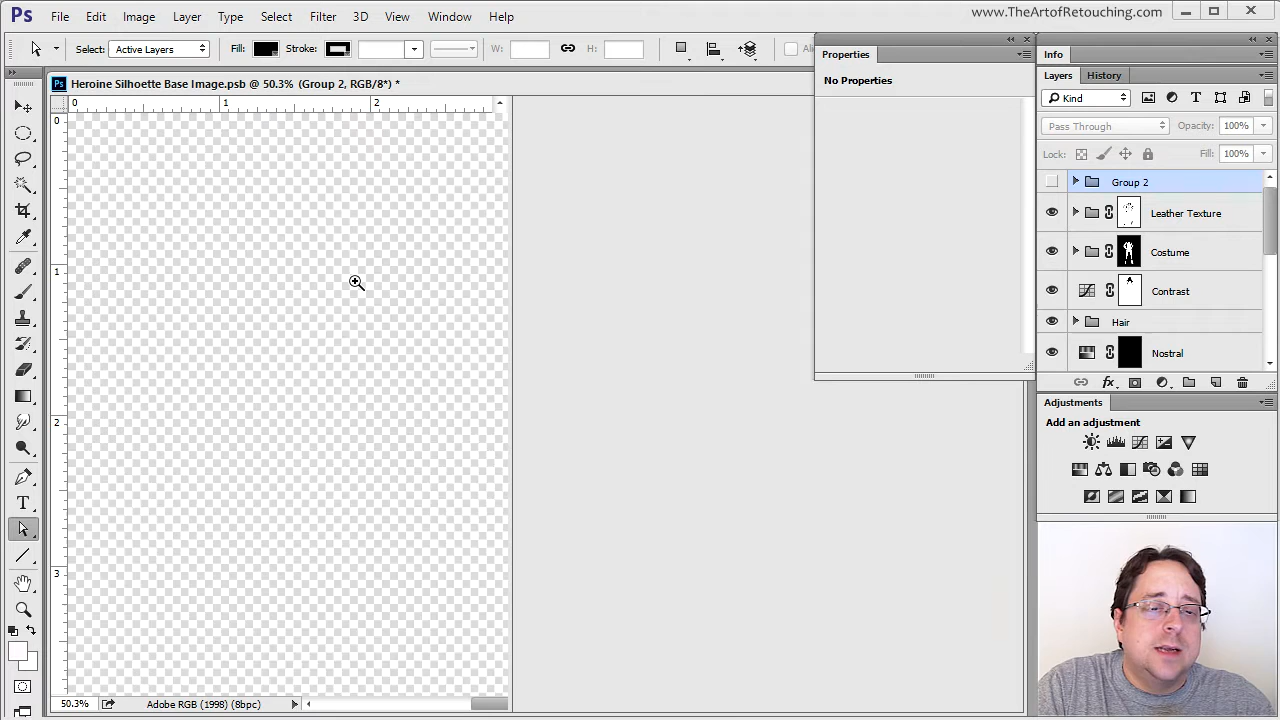 Ps File Edit Image Layer Type Select Filter 3D View Window Help www.TheArtofRetouching.com
Select: Active Layers Fill: Stroke: W: H:
Properties
No Properties
Info
Layers History
Kind
Pass Through Opacity: 100%
Lock: Fill: 100%
Group 2
Leather Texture
Costume
Contrast
Hair
Nostral
fx
Adjustments
Add an adjustment
Ps Heroine Silhoette Base Image.psb @ 50.3% (Group 2, RGB/8*) *
0 1 2
0
1
2
3
T
50.3% Adobe RGB (1998) (8bpc)